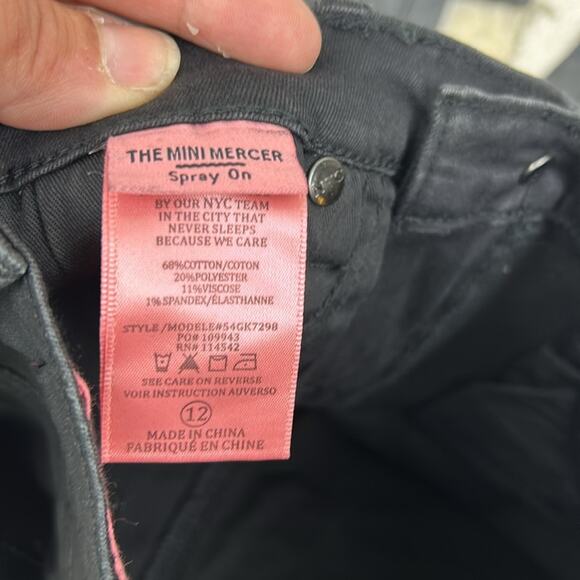 THE MINI MERCER
Spray On
BY OUR NYC TEAM
IN THE CITY THAT
NEVER SLEEPS
BECAUSE WE CARE
68%COTTON/COTON
20%POLYESTER
11%VISCOSE
1%SPANDEX/ÉLASTHANNE
STYLE/MODELE#54GK7298
PO# 109943
RN# 114542
SEE CARE ON REVERSE
VOIR INSTRUCTION AUVERSO
12
MADE IN CHINA
FABRIQUÉ EN CHINE